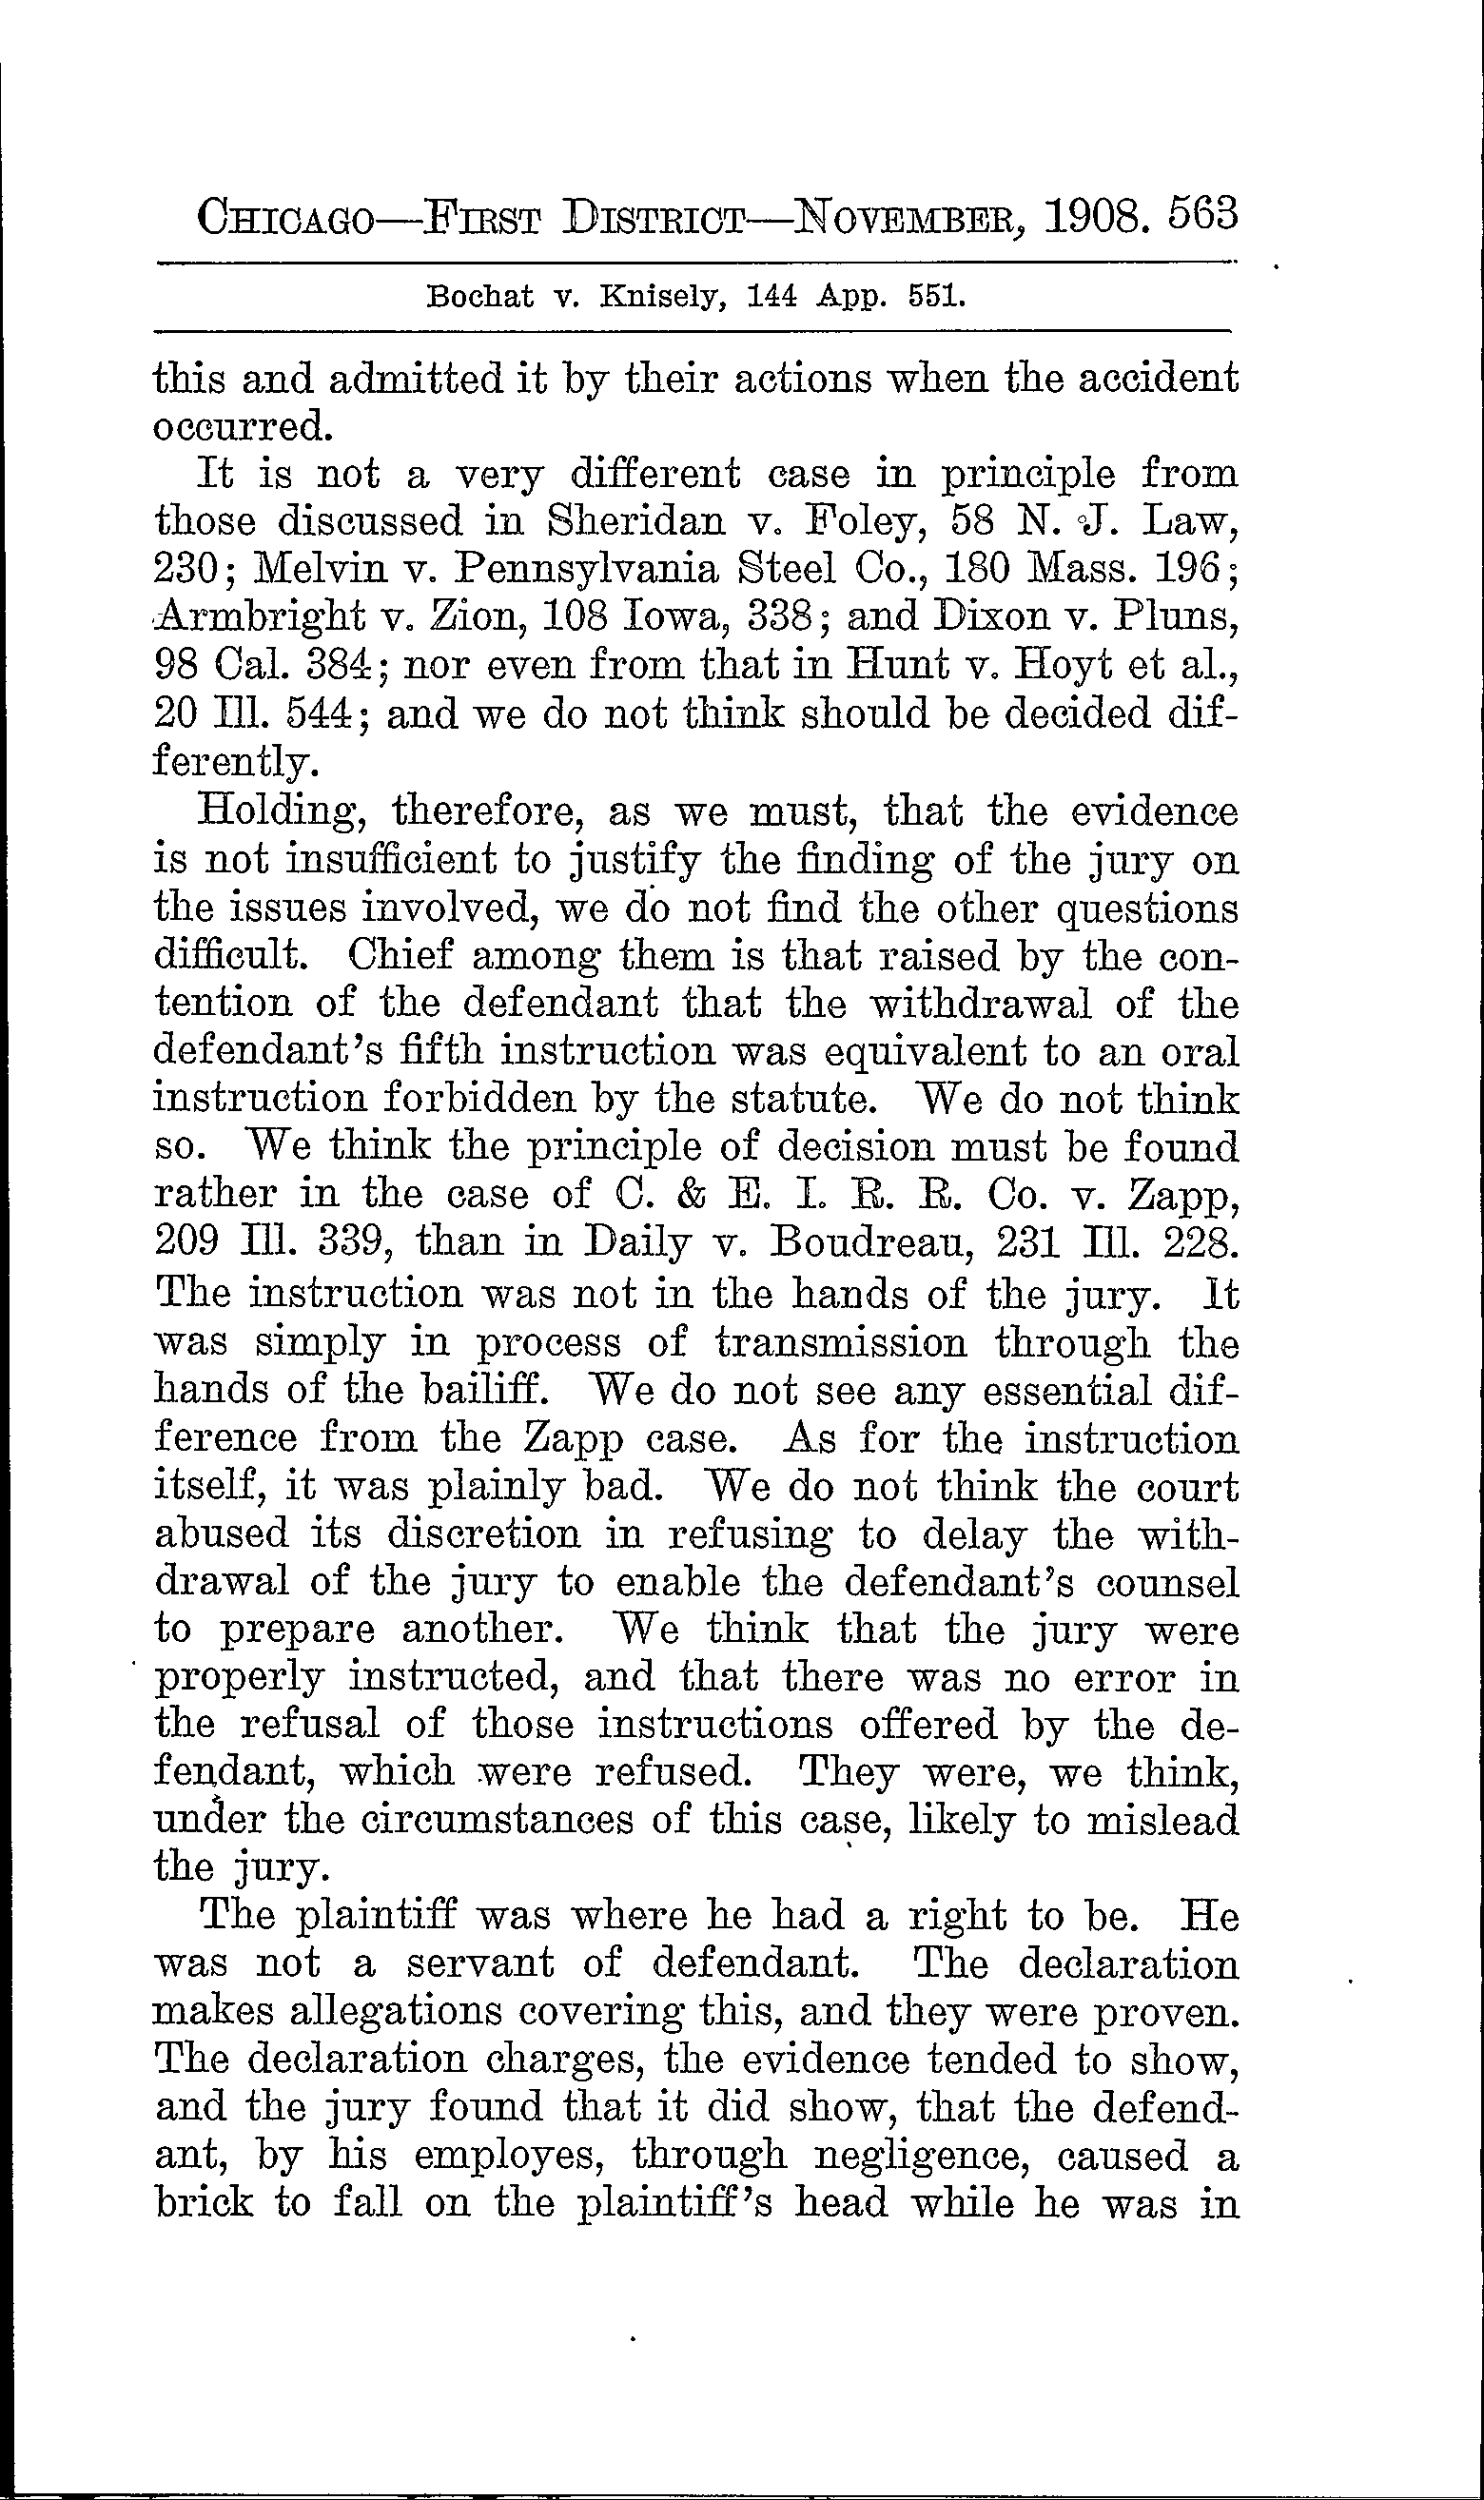 CHICAGO—FIRST DISTRICT—NOVEMBER, 1908. 563
Bochat v. Knisely, 144 App. 551.
this and admitted it by their actions when the accident
occurred.
It is not a very different case in principle from
those discussed in Sheridan v. Foley, 58 N. J. Law,
230; Melvin v. Pennsylvania Steel Co., 180 Mass. 196;
Armbright v. Zion, 108 Iowa, 338; and Dixon v. Pluns,
98 Cal. 384; nor even from that in Hunt v. Hoyt et al.,
20 Ill. 544; and we do not think should be decided dif-
ferently.
Holding, therefore, as we must, that the evidence
is not insufficient to justify the finding of the jury on
the issues involved, we do not find the other questions
difficult. Chief among them is that raised by the con-
tention of the defendant that the withdrawal of the
defendant's fifth instruction was equivalent to an oral
instruction forbidden by the statute. We do not think
so. We think the principle of decision must be found
rather in the case of C. & E. I. R. R. Co. v. Zapp,
209 Ill. 339, than in Daily v. Boudreau, 231 Ill. 228.
The instruction was not in the hands of the jury. It
was simply in process of transmission through the
hands of the bailiff. We do not see any essential dif-
ference from the Zapp case. As for the instruction
itself, it was plainly bad. We do not think the court
abused its discretion in refusing to delay the with-
drawal of the jury to enable the defendant's counsel
to prepare another. We think that the jury were
properly instructed, and that there was no error in
the refusal of those instructions offered by the de-
fendant, which were refused. They were, we think,
under the circumstances of this case, likely to mislead
the jury.
The plaintiff was where he had a right to be. He
was not a servant of defendant. The declaration
makes allegations covering this, and they were proven.
The declaration charges, the evidence tended to show,
and the jury found that it did show, that the defend-
ant, by his employes, through negligence, caused a
brick to fall on the plaintiff's head while he was in